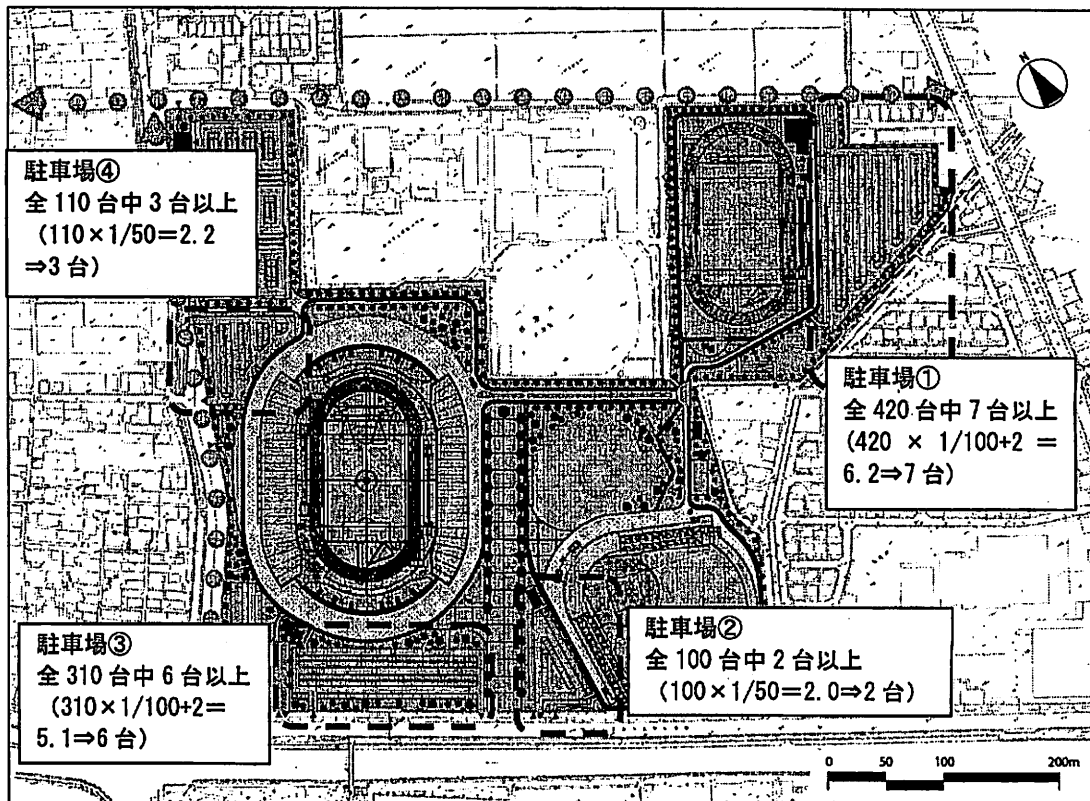 N
駐車場④
全 110 台中 3 台以上
（110×1/50＝2.2
⇒3 台）
駐車場①
全 420 台中 7 台以上
(420 × 1/100+2 ＝
6.2⇒7 台）
駐車場②
全 100 台中 2 台以上
（100×1/50＝2.0⇒2 台）
駐車場③
全 310 台中 6 台以上
（310×1/100+2＝
5.1⇒6 台）
0 50 100 200m